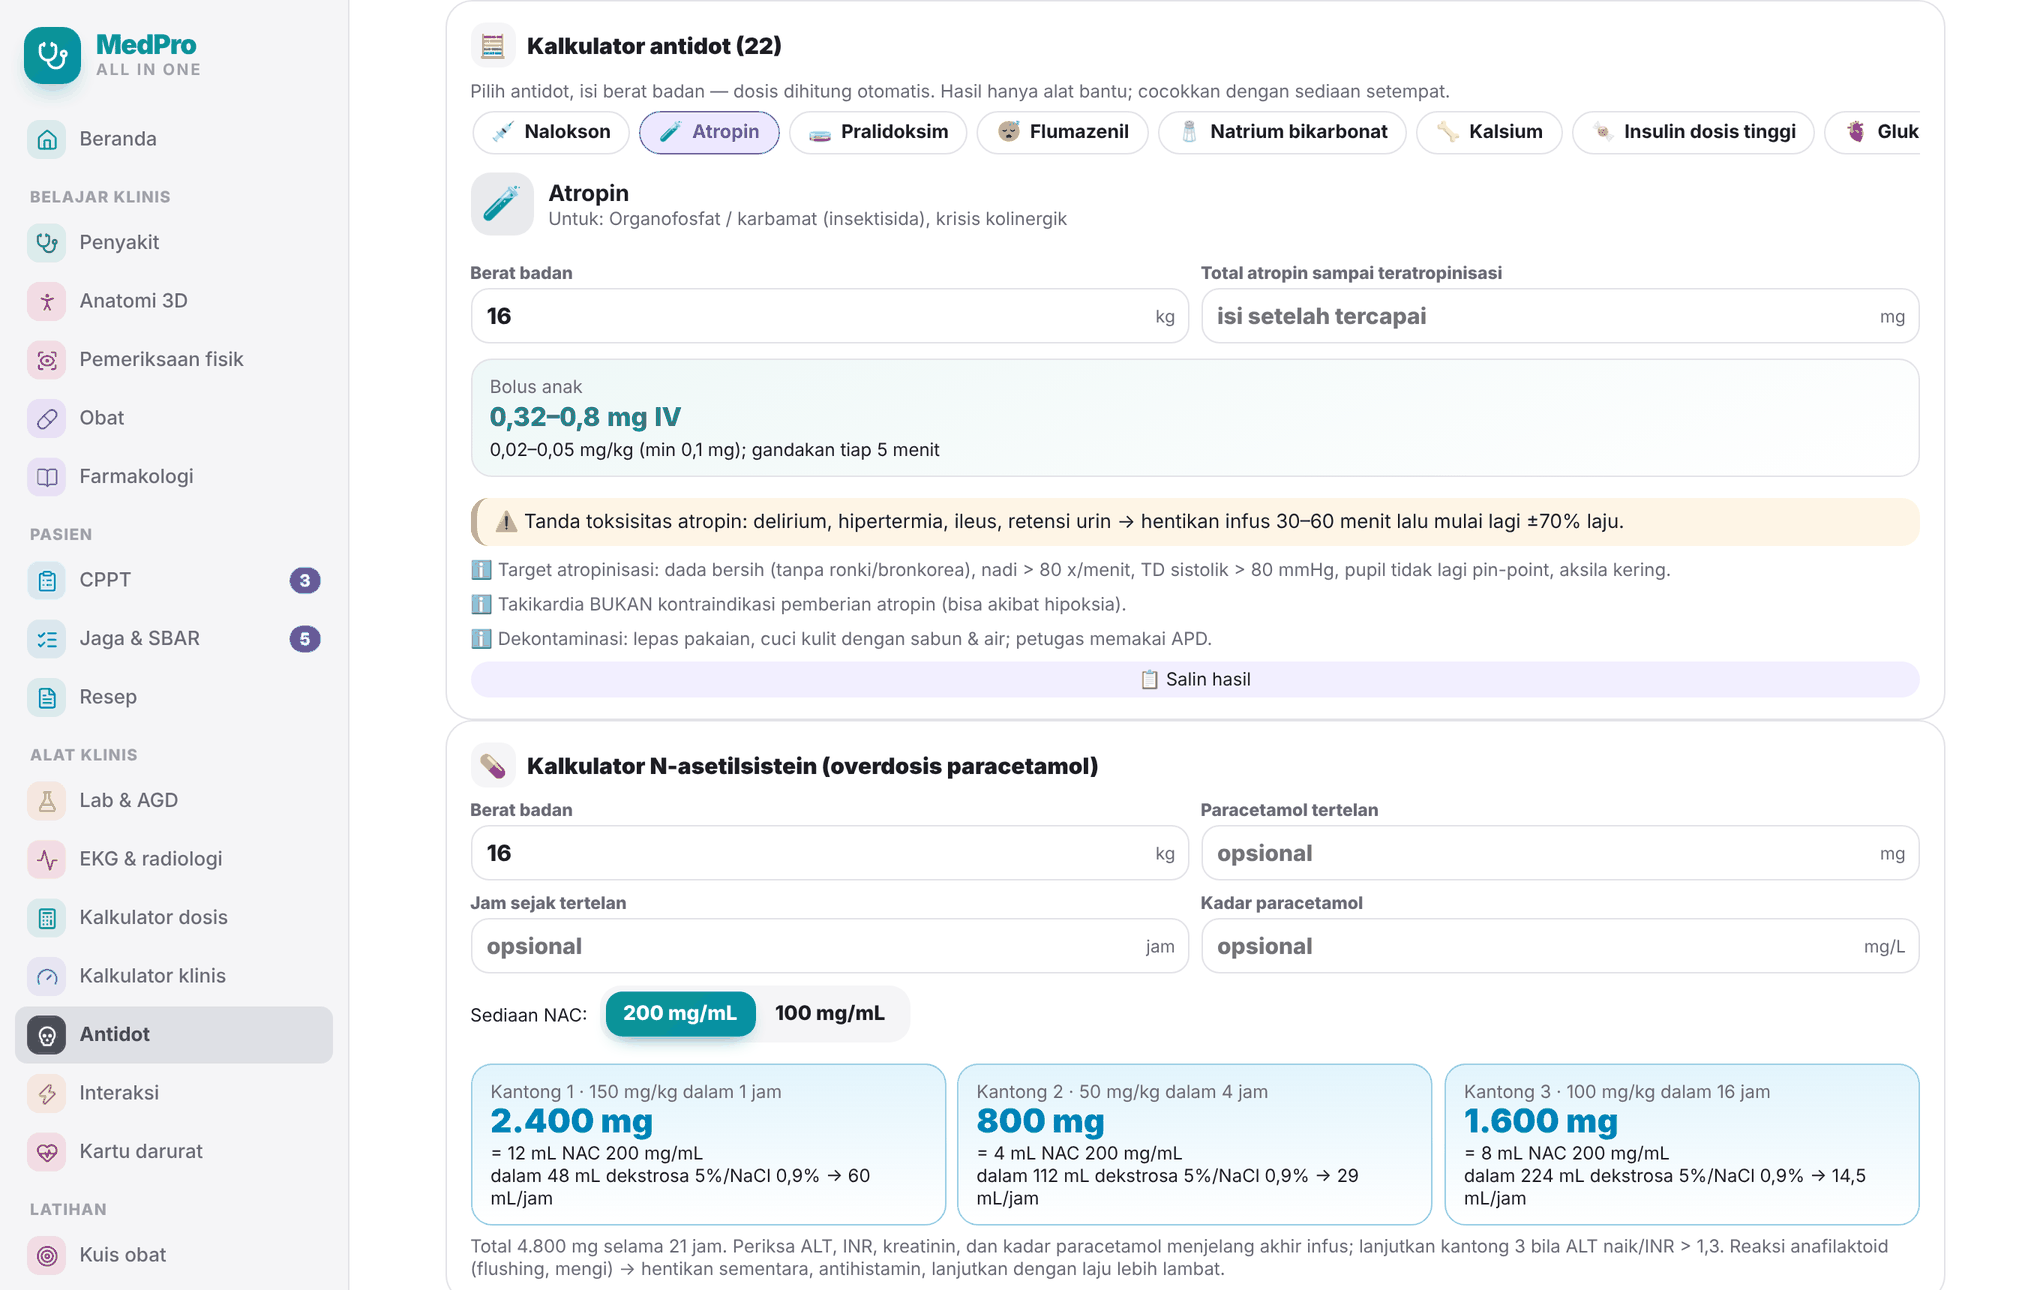 MedPro
ALL IN ONE
Beranda
BELAJAR KLINIS
Penyakit
Anatomi 3D
Pemeriksaan fisik
Obat
Farmakologi
PASIEN
CPPT 3
Jaga & SBAR 5
Resep
ALAT KLINIS
Lab & AGD
EKG & radiologi
Kalkulator dosis
Kalkulator klinis
Antidot
Interaksi
Kartu darurat
LATIHAN
Kuis obat
Kalkulator antidot (22)
Pilih antidot, isi berat badan — dosis dihitung otomatis. Hasil hanya alat bantu; cocokkan dengan sediaan setempat.
Nalokson Atropin Pralidoksim Flumazenil Natrium bikarbonat Kalsium Insulin dosis tinggi Gluk
Atropin
Untuk: Organofosfat / karbamat (insektisida), krisis kolinergik
Berat badan Total atropin sampai teratropinisasi
16 kg isi setelah tercapai mg
Bolus anak
0,32–0,8 mg IV
0,02–0,05 mg/kg (min 0,1 mg); gandakan tiap 5 menit
⚠️ Tanda toksisitas atropin: delirium, hipertermia, ileus, retensi urin → hentikan infus 30–60 menit lalu mulai lagi ±70% laju.
ℹ️ Target atropinisasi: dada bersih (tanpa ronki/bronkorea), nadi > 80 x/menit, TD sistolik > 80 mmHg, pupil tidak lagi pin-point, aksila kering.
ℹ️ Takikardia BUKAN kontraindikasi pemberian atropin (bisa akibat hipoksia).
ℹ️ Dekontaminasi: lepas pakaian, cuci kulit dengan sabun & air; petugas memakai APD.
📋 Salin hasil
Kalkulator N-asetilsistein (overdosis paracetamol)
Berat badan Paracetamol tertelan
16 kg opsional mg
Jam sejak tertelan Kadar paracetamol
opsional jam opsional mg/L
Sediaan NAC: 200 mg/mL 100 mg/mL
Kantong 1 · 150 mg/kg dalam 1 jam
2.400 mg
= 12 mL NAC 200 mg/mL
dalam 48 mL dekstrosa 5%/NaCl 0,9% → 60
mL/jam
Kantong 2 · 50 mg/kg dalam 4 jam
800 mg
= 4 mL NAC 200 mg/mL
dalam 112 mL dekstrosa 5%/NaCl 0,9% → 29
mL/jam
Kantong 3 · 100 mg/kg dalam 16 jam
1.600 mg
= 8 mL NAC 200 mg/mL
dalam 224 mL dekstrosa 5%/NaCl 0,9% → 14,5
mL/jam
Total 4.800 mg selama 21 jam. Periksa ALT, INR, kreatinin, dan kadar paracetamol menjelang akhir infus; lanjutkan kantong 3 bila ALT naik/INR > 1,3. Reaksi anafilaktoid
(flushing, mengi) → hentikan sementara, antihistamin, lanjutkan dengan laju lebih lambat.